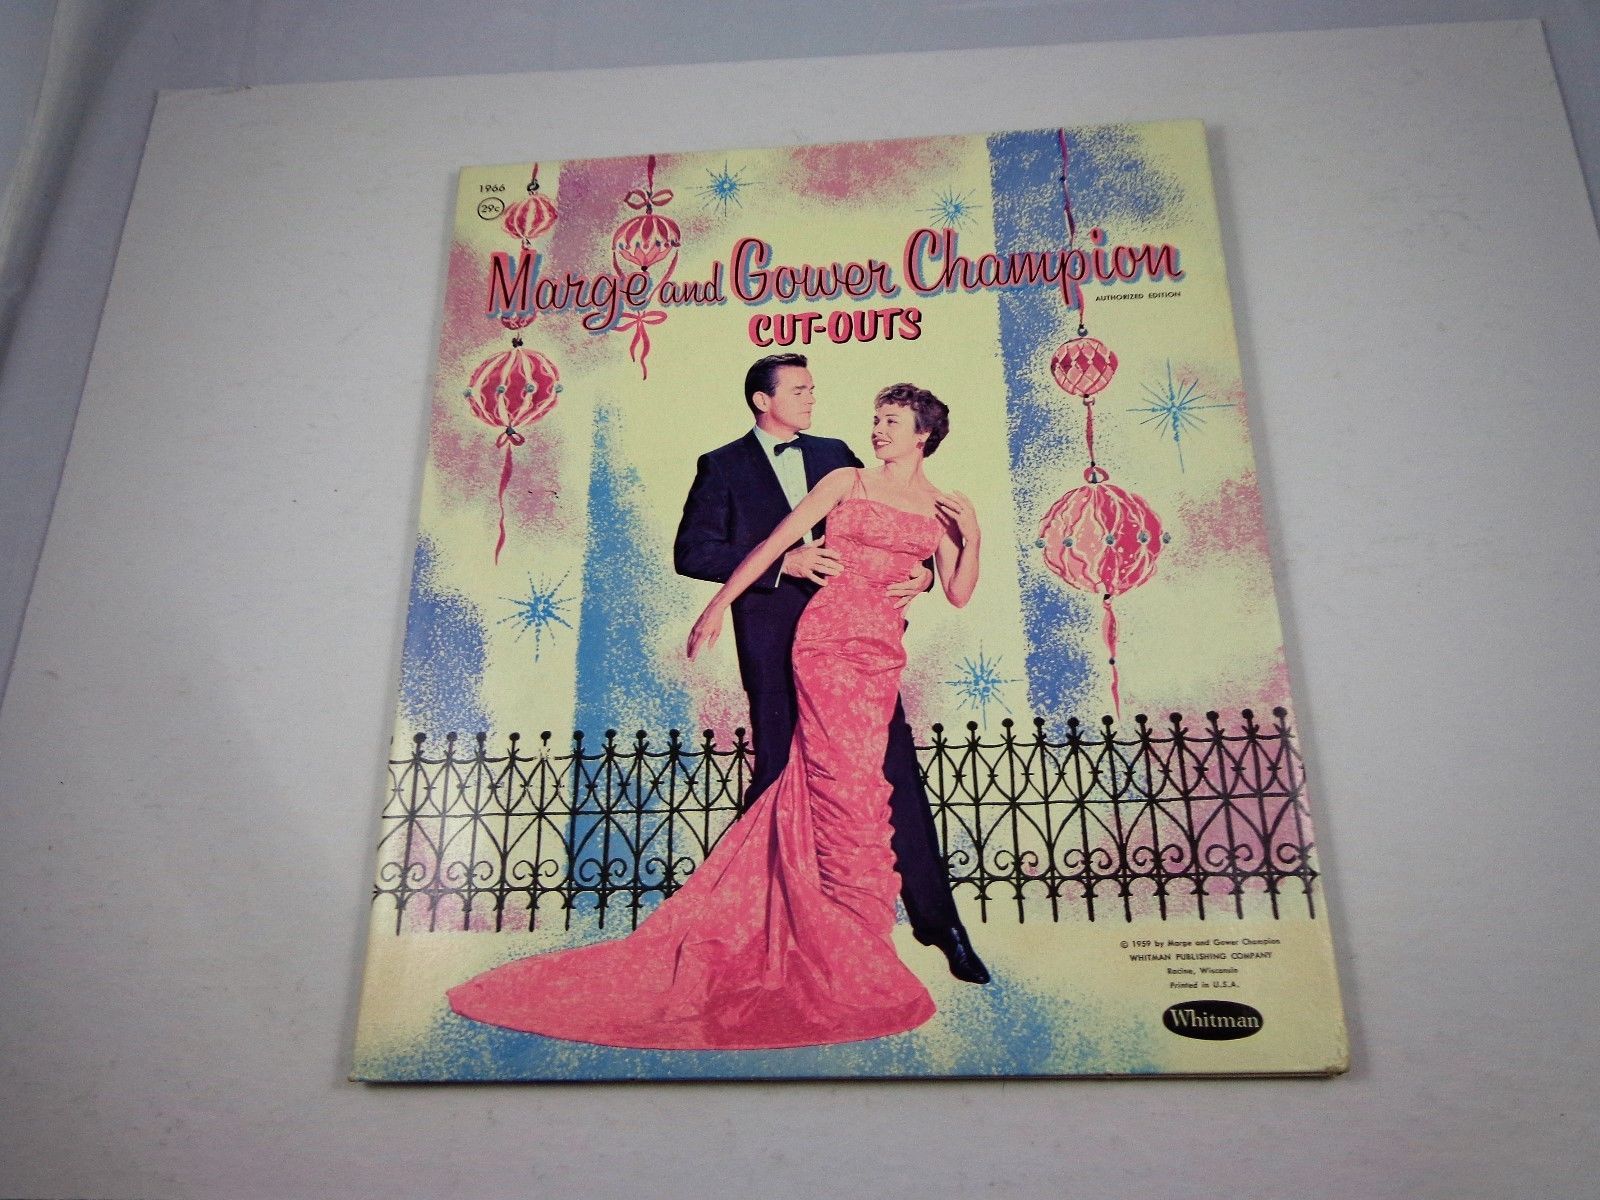 1966
29c
Marge and Gower Champion
AUTHORIZED EDITION
CUT-OUTS
© 1959 by Marge and Gower Champion
WHITMAN PUBLISHING COMPANY
Racine, Wisconsin
Printed in U.S.A.
Whitman